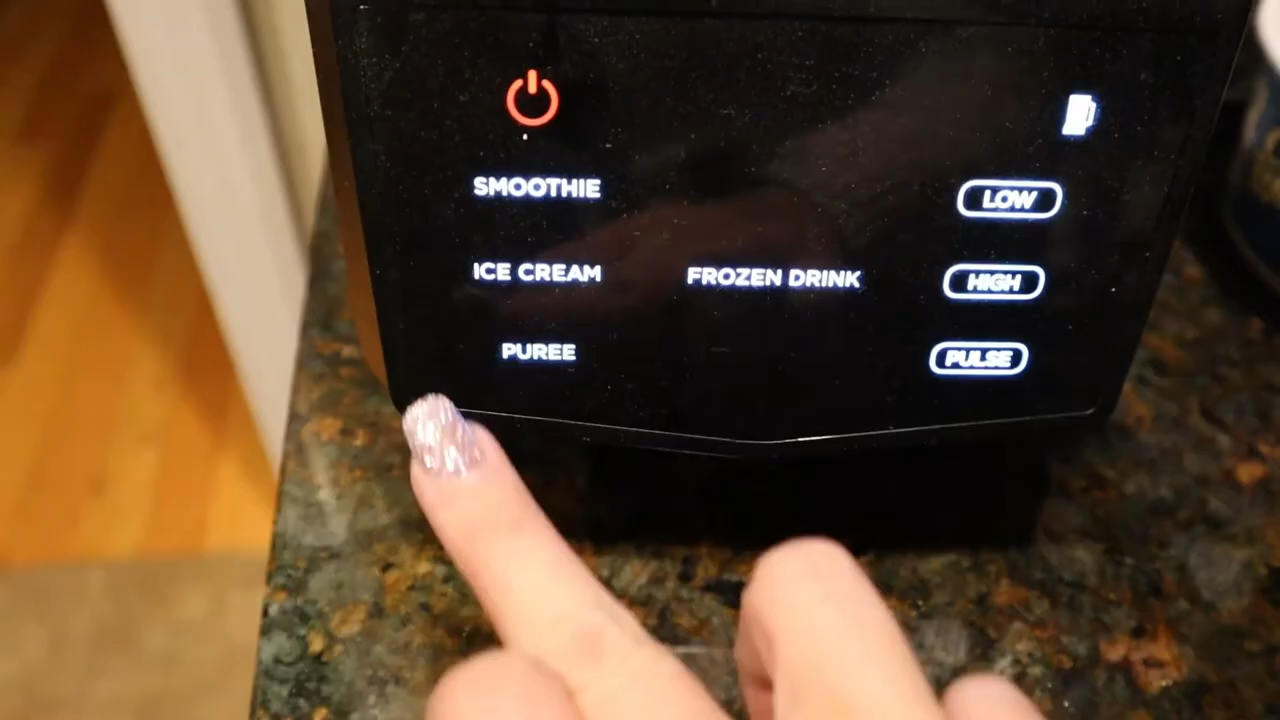 SMOOTHIE
LOW
ICE CREAM
FROZEN DRINK
HIGH
PUREE
PULSE